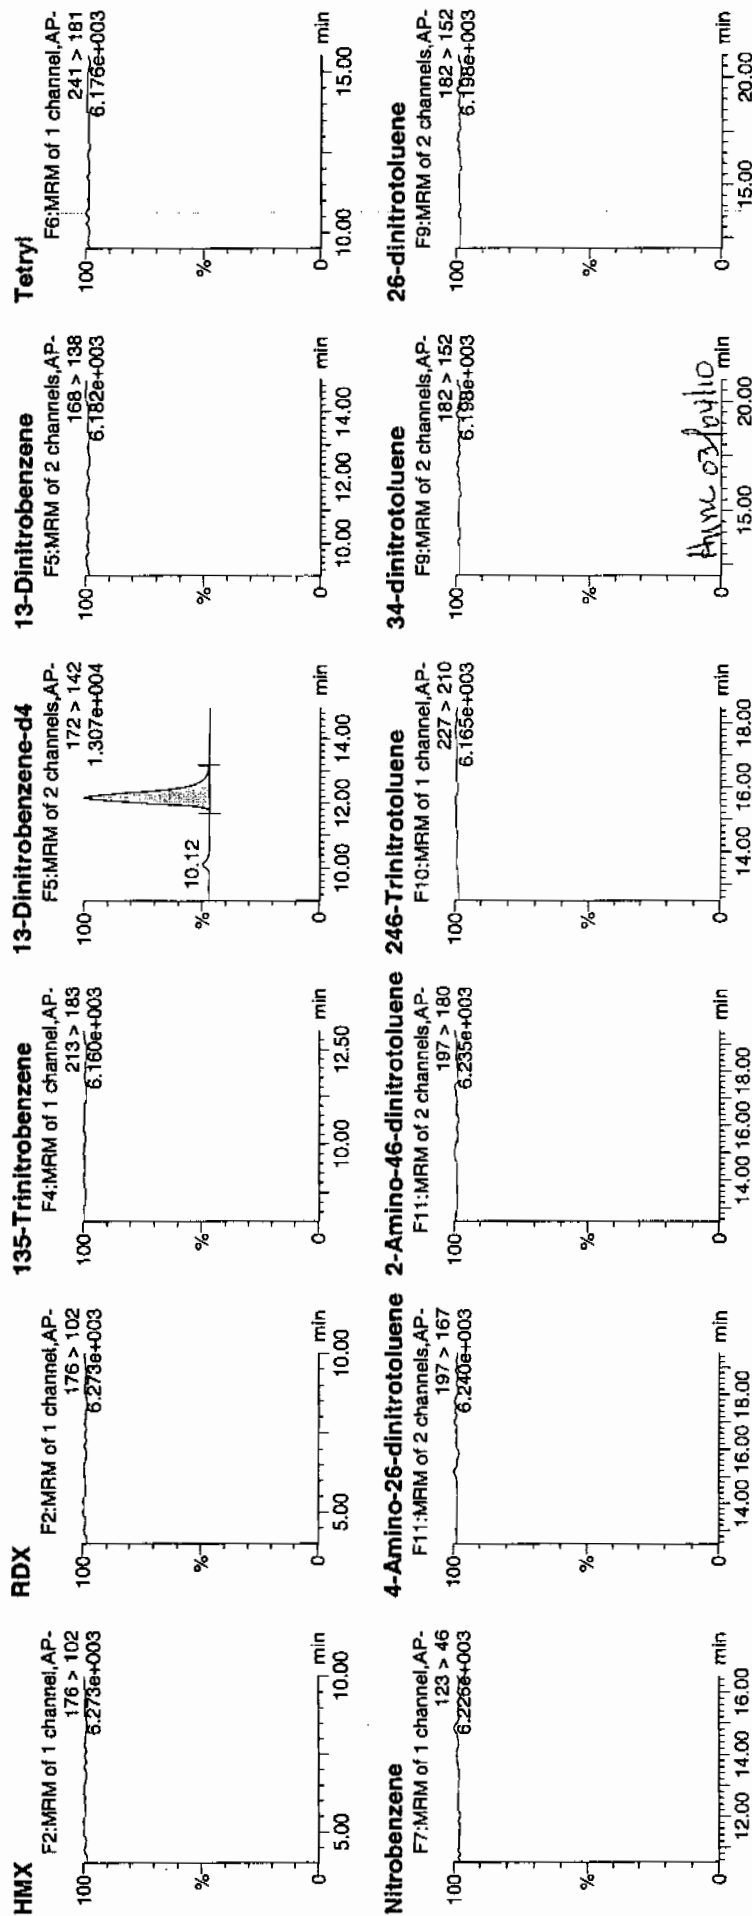 HMX
F2:MRM of 1 channel,AP-
176 > 102
6.273e+003
100
%
0
5.00
10.00
min
RDX
F2:MRM of 1 channel,AP-
176 > 102
6.273e+003
100
%
0
5.00
10.00
min
135-Trinitrobenzene
F4:MRM of 1 channel,AP-
213 > 183
6.160e+003
100
%
0
10.00
12.50
min
13-Dinitrobenzene-d4
F5:MRM of 2 channels,AP-
172 > 142
1.307e+004
100
%
10.12
0
10.00
12.00
14.00
min
13-Dinitrobenzene
F5:MRM of 2 channels,AP-
168 > 138
6.182e+003
100
%
0
10.00
12.00
14.00
min
Tetryl
F6:MRM of 1 channel,AP-
241 > 181
6.176e+003
100
%
0
10.00
15.00
min
Nitrobenzene
F7:MRM of 1 channel,AP-
123 > 46
6.226e+003
100
%
0
12.00
14.00
16.00
min
4-Amino-26-dinitrotoluene
F11:MRM of 2 channels,AP-
197 > 167
6.240e+003
100
%
0
14.00
16.00
18.00
min
2-Amino-46-dinitrotoluene
F11:MRM of 2 channels,AP-
197 > 180
6.235e+003
100
%
0
14.00
16.00
18.00
min
246-Trinitrotoluene
F10:MRM of 1 channel,AP-
227 > 210
6.165e+003
100
%
0
14.00
16.00
18.00
min
34-dinitrotoluene
F9:MRM of 2 channels,AP-
182 > 152
6.198e+003
100
%
0
15.00
20.00
min
03/04/10
26-dinitrotoluene
F9:MRM of 2 channels,AP-
182 > 152
6.198e+003
100
%
0
15.00
20.00
min